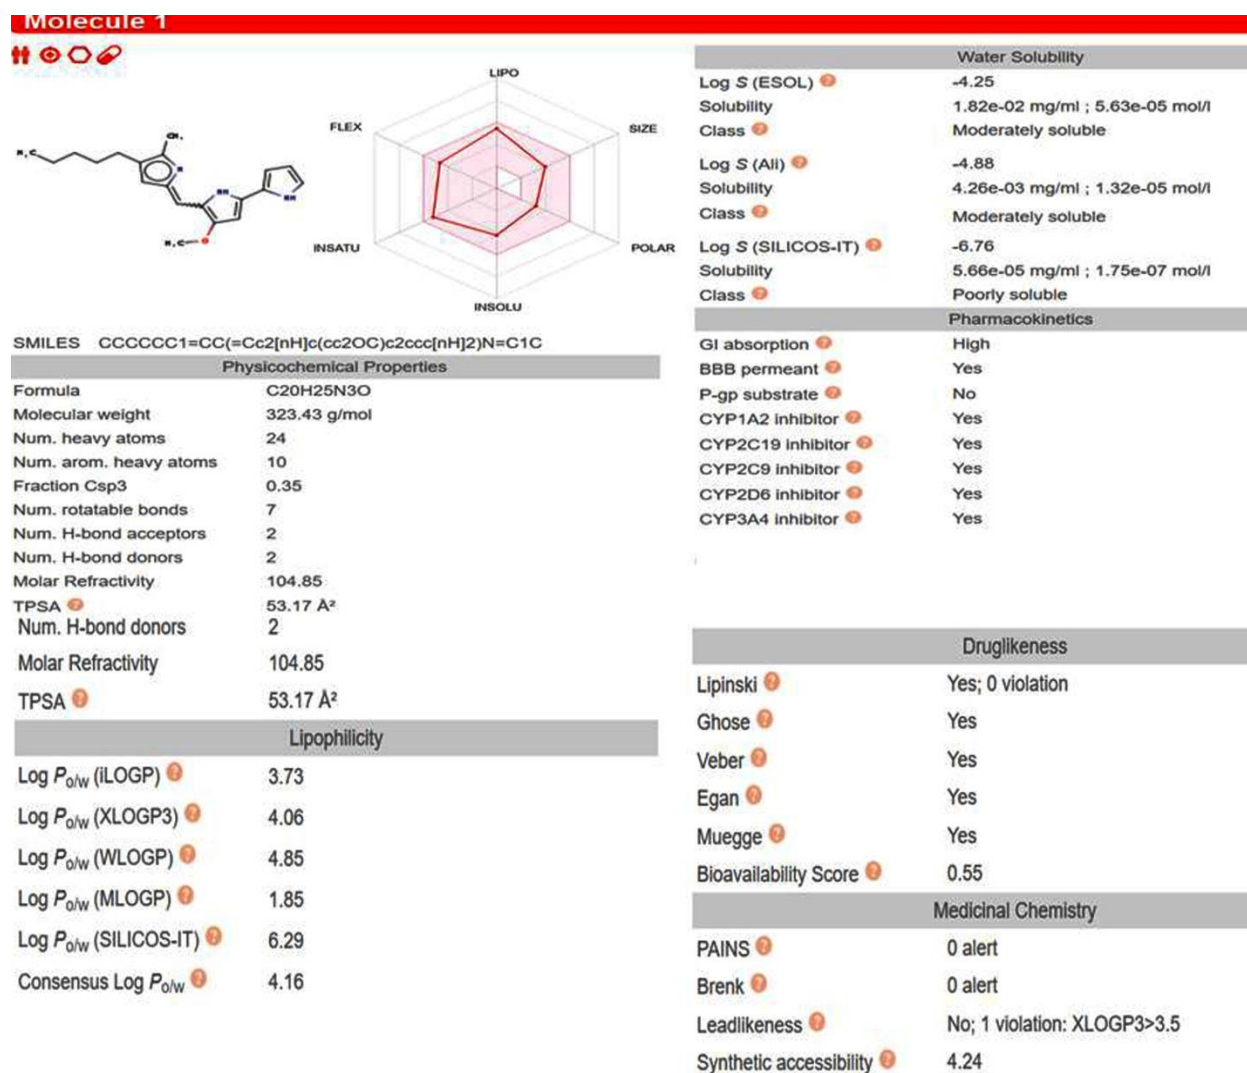 Molecule 1
LIPO
FLEX
SIZE
INSATU
POLAR
INSOLU
CH₃
H₃C
N
NH
NH
H₃C
O
SMILES CCCCCC1=CC(=Cc2[nH]c(cc2OC)c2ccc[nH]2)N=C1C
Physicochemical Properties
Formula C20H25N3O
Molecular weight 323.43 g/mol
Num. heavy atoms 24
Num. arom. heavy atoms 10
Fraction Csp3 0.35
Num. rotatable bonds 7
Num. H-bond acceptors 2
Num. H-bond donors 2
Molar Refractivity 104.85
TPSA ? 53.17 Å²
Num. H-bond donors 2
Molar Refractivity 104.85
TPSA ? 53.17 Å²
Lipophilicity
Log Po/w (iLOGP) ? 3.73
Log Po/w (XLOGP3) ? 4.06
Log Po/w (WLOGP) ? 4.85
Log Po/w (MLOGP) ? 1.85
Log Po/w (SILICOS-IT) ? 6.29
Consensus Log Po/w ? 4.16
Water Solubility
Log S (ESOL) ? -4.25
Solubility 1.82e-02 mg/ml ; 5.63e-05 mol/l
Class ? Moderately soluble
Log S (Ali) ? -4.88
Solubility 4.26e-03 mg/ml ; 1.32e-05 mol/l
Class ? Moderately soluble
Log S (SILICOS-IT) ? -6.76
Solubility 5.66e-05 mg/ml ; 1.75e-07 mol/l
Class ? Poorly soluble
Pharmacokinetics
GI absorption ? High
BBB permeant ? Yes
P-gp substrate ? No
CYP1A2 inhibitor ? Yes
CYP2C19 inhibitor ? Yes
CYP2C9 inhibitor ? Yes
CYP2D6 inhibitor ? Yes
CYP3A4 inhibitor ? Yes
Druglikeness
Lipinski ? Yes; 0 violation
Ghose ? Yes
Veber ? Yes
Egan ? Yes
Muegge ? Yes
Bioavailability Score ? 0.55
Medicinal Chemistry
PAINS ? 0 alert
Brenk ? 0 alert
Leadlikeness ? No; 1 violation: XLOGP3>3.5
Synthetic accessibility ? 4.24